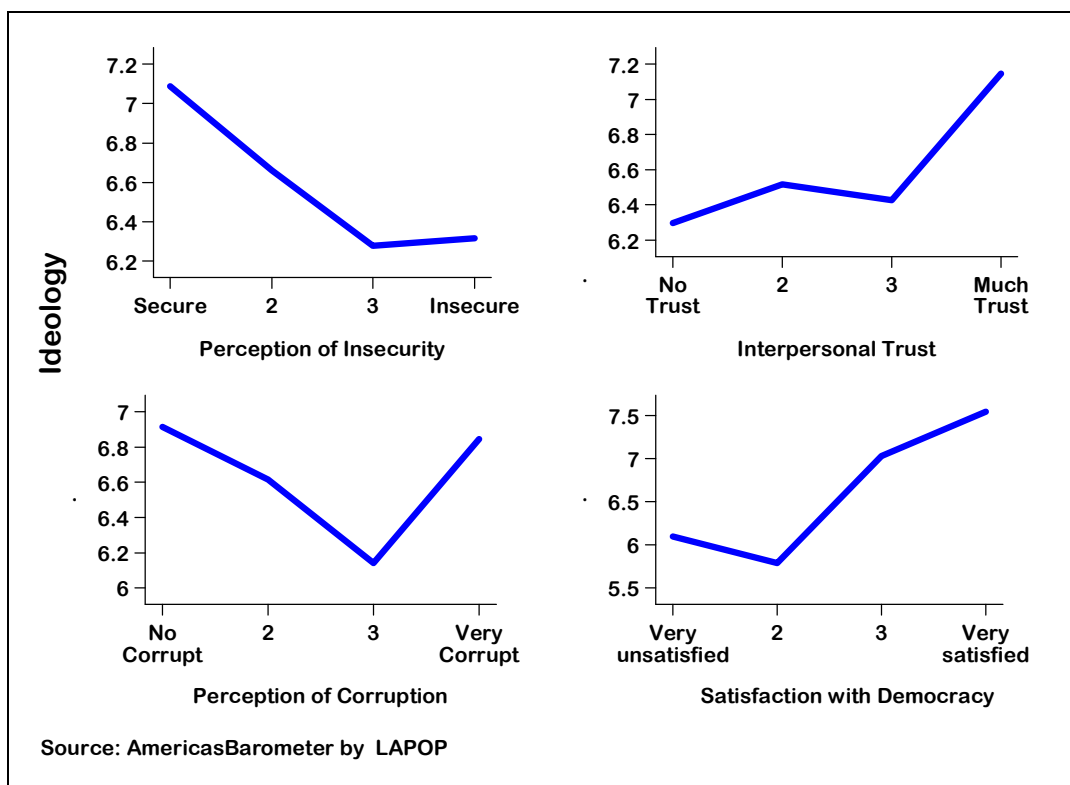 Ideology
7.2
7
6.8
6.6
6.4
6.2
Secure 2 3 Insecure
Perception of Insecurity
7.2
7
6.8
6.6
6.4
6.2
No Trust 2 3 Much Trust
Interpersonal Trust
7
6.8
6.6
6.4
6.2
6
No Corrupt 2 3 Very Corrupt
Perception of Corruption
7.5
7
6.5
6
5.5
Very unsatisfied 2 3 Very satisfied
Satisfaction with Democracy
Source: AmericasBarometer by LAPOP